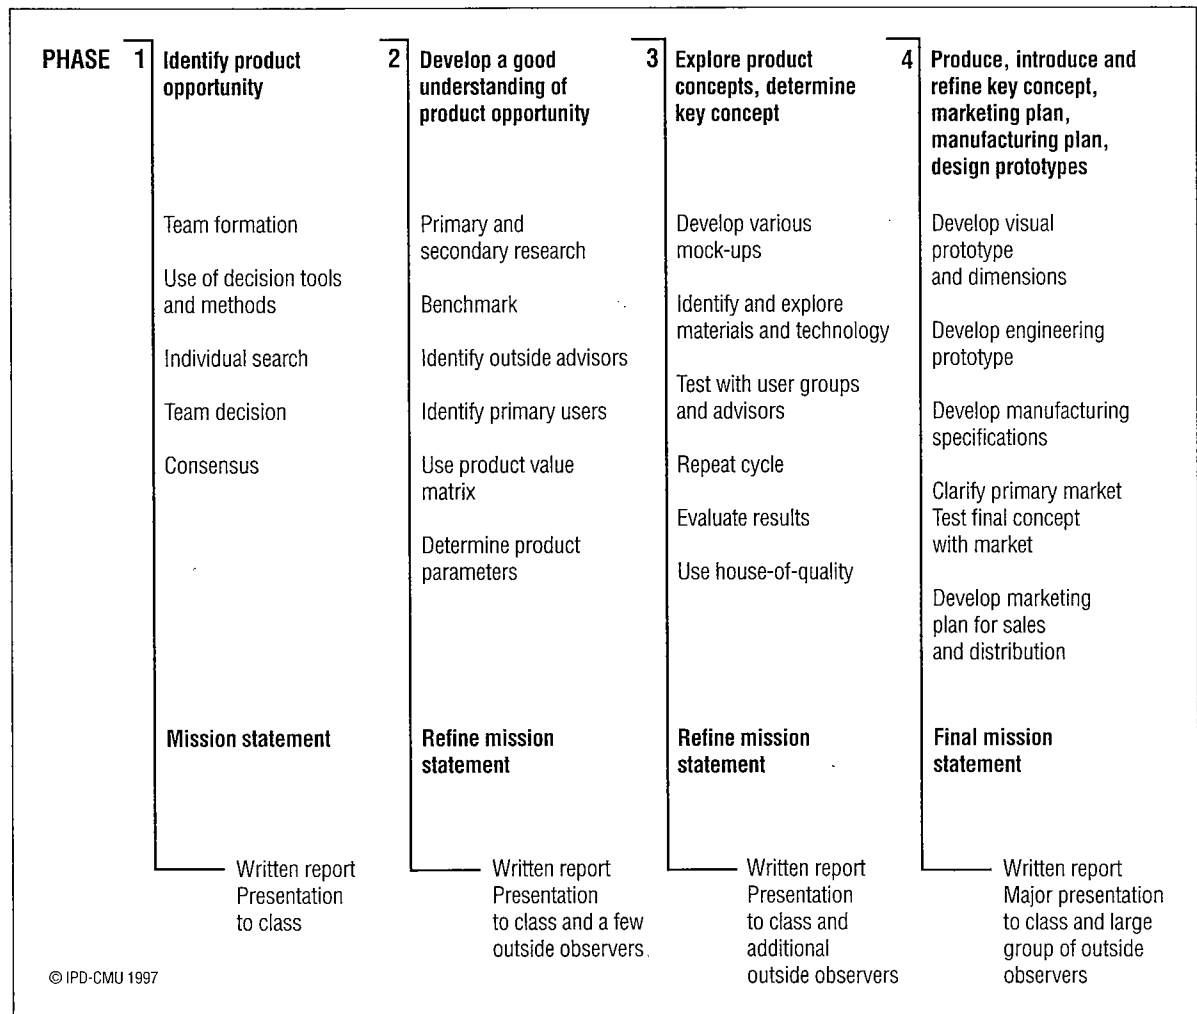 PHASE
1 Identify product
opportunity
Team formation
Use of decision tools
and methods
Individual search
Team decision
Consensus
Mission statement
Written report
Presentation
to class
2 Develop a good
understanding of
product opportunity
Primary and
secondary research
Benchmark
Identify outside advisors
Identify primary users
Use product value
matrix
Determine product
parameters
Refine mission
statement
Written report
Presentation
to class and a few
outside observers
3 Explore product
concepts, determine
key concept
Develop various
mock-ups
Identify and explore
materials and technology
Test with user groups
and advisors
Repeat cycle
Evaluate results
Use house-of-quality
Refine mission
statement
Written report
Presentation
to class and
additional
outside observers
4 Produce, introduce and
refine key concept,
marketing plan,
manufacturing plan,
design prototypes
Develop visual
prototype
and dimensions
Develop engineering
prototype
Develop manufacturing
specifications
Clarify primary market
Test final concept
with market
Develop marketing
plan for sales
and distribution
Final mission
statement
Written report
Major presentation
to class and large
group of outside
observers
© IPD-CMU 1997